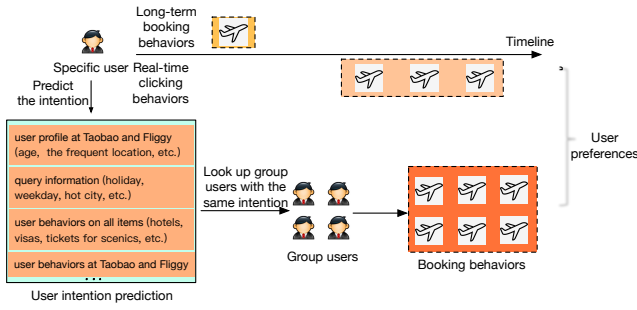 Long-term
booking
behaviors
Timeline
Specific user
Real-time
clicking
behaviors
Predict
the intention
User
preferences
user profile at Taobao and Fliggy
(age, the frequent location, etc.)
query information (holiday,
weekday, hot city, etc.)
user behaviors on all items (hotels,
visas, tickets for scenics, etc.)
user behaviors at Taobao and Fliggy
...
User intention prediction
Look up group
users with the
same intention
Group users
Booking behaviors